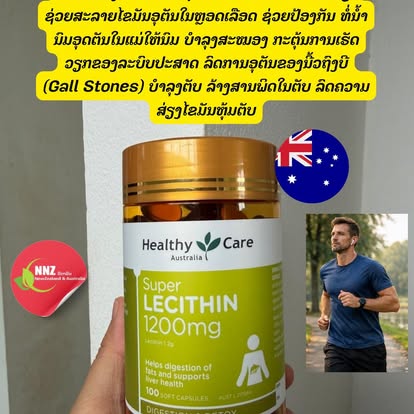 ຊ່ວຍສະລາຍໄຂມັນອຸຕັນໃນຫຼອດເລືອດ ຊ່ວຍປ້ອງກັນ ທໍ່ນ້ຳ
ນົມອຸດຕັນໃນແມ່ໃຫ້ນົມ ບຳລຸງສະໝອງ ກະຕຸ້ນການເຮັດ
ວຽກຂອງລະບົບປະສາດ ລົດການອຸຕັນຂອງນິ້ວຖົງບີ
(Gall Stones) ບຳລຸງຕັບ ລ້າງສານພິດໃນຕັບ ລົດຄວາມ
ສ່ຽງໄຂມັນຫຸ້ມຕັບ
Healthy Care
Australia
NNZ
NewZealand & Australia
Super
LECITHIN
1200mg
Helps digestion of
fats and supports
liver health
100 SOFT CAPSULES